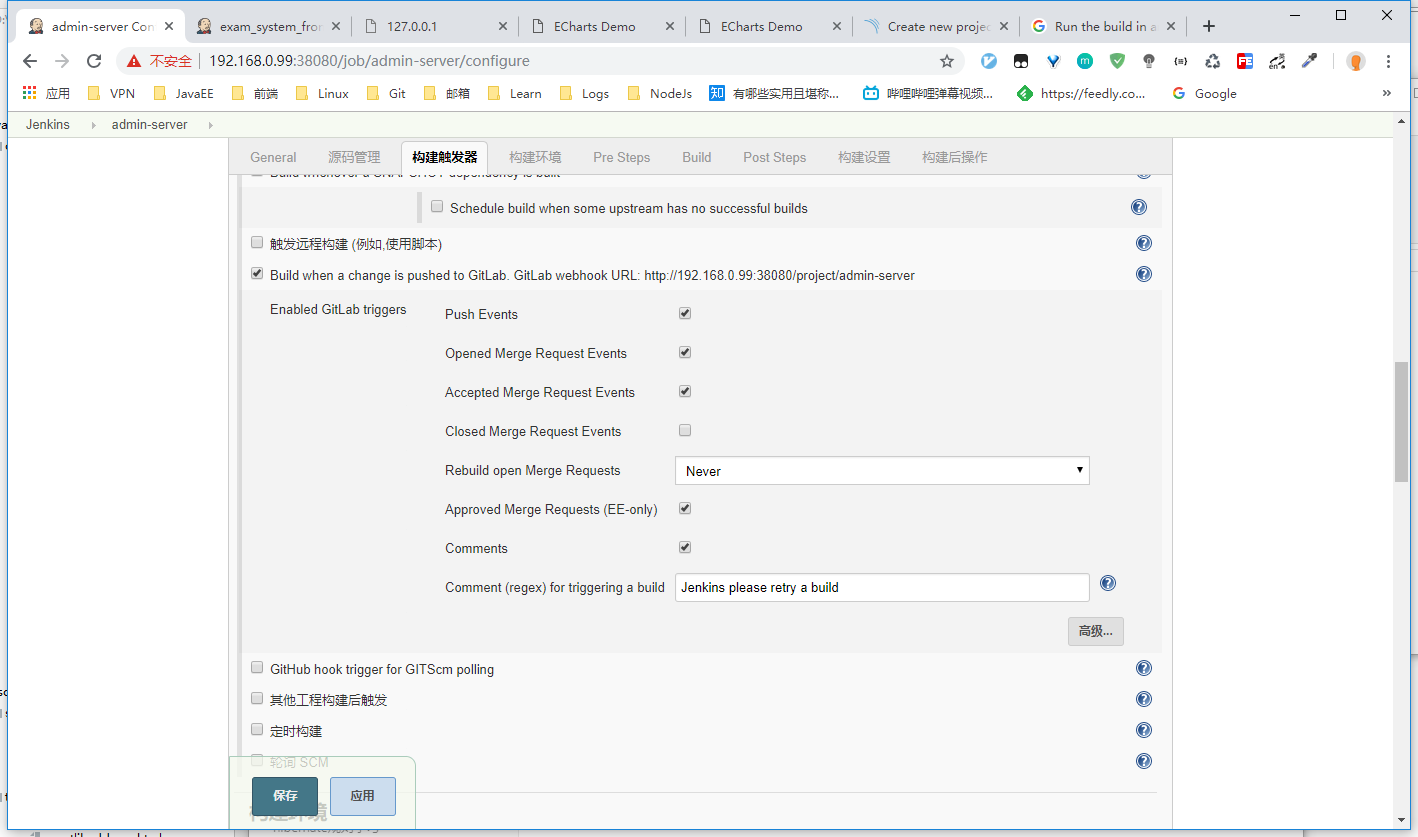 admin-server Con
exam_system_fron
127.0.0.1
ECharts Demo
ECharts Demo
Create new projec
Run the build in a
不安全
192.168.0.99:38080/job/admin-server/configure
应用
VPN
JavaEE
前端
Linux
Git
邮箱
Learn
Logs
NodeJs
有哪些实用且堪称...
哔哩哔哩弹幕视频...
https://feedly.co...
Google
Jenkins
admin-server
General
源码管理
构建触发器
构建环境
Pre Steps
Build
Post Steps
构建设置
构建后操作
Build whenever a SNAPSHOT dependency is built
Schedule build when some upstream has no successful builds
触发远程构建 (例如,使用脚本)
Build when a change is pushed to GitLab. GitLab webhook URL: http://192.168.0.99:38080/project/admin-server
Enabled GitLab triggers
Push Events
Opened Merge Request Events
Accepted Merge Request Events
Closed Merge Request Events
Rebuild open Merge Requests
Never
Approved Merge Requests (EE-only)
Comments
Comment (regex) for triggering a build
Jenkins please retry a build
高级...
GitHub hook trigger for GITScm polling
其他工程构建后触发
定时构建
轮询 SCM
保存
应用
构建环境